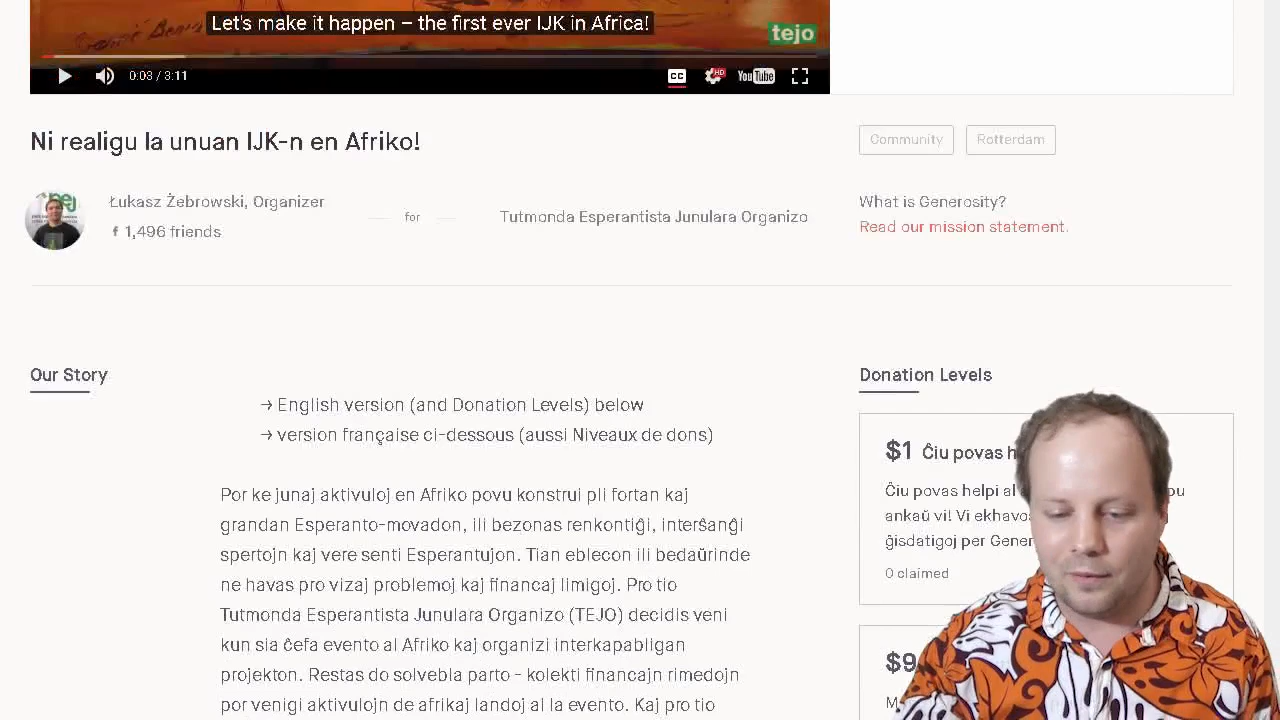 Let's make it happen – the first ever IJK in Africa!
tejo
0:03 / 3:11
CC
HD
YouTube
Ni realigu la unuan IJK-n en Afriko!
Community
Rotterdam
Łukasz Żebrowski, Organizer
f 1,496 friends
for
Tutmonda Esperantista Junulara Organizo
What is Generosity?
Read our mission statement.
Our Story
→ English version (and Donation Levels) below
→ version française ci-dessous (aussi Niveaux de dons)
Por ke junaj aktivuloj en Afriko povu konstrui pli fortan kaj
grandan Esperanto-movadon, ili bezonas renkontiĝi, interŝanĝi
spertojn kaj vere senti Esperantujon. Tian eblecon ili bedaŭrinde
ne havas pro vizaj problemoj kaj financaj limigoj. Pro tio
Tutmonda Esperantista Junulara Organizo (TEJO) decidis veni
kun sia ĉefa evento al Afriko kaj organizi interkapabligan
projekton. Restas do solvebla parto - kolekti financajn rimedojn
por venigi aktivulojn de afrikaj landoj al la evento. Kaj pro tio
Donation Levels
$1 Ĉiu povas h
Ĉiu povas helpi al pu
ankaŭ vi! Vi ekhavos
ĝisdatigoj per Gener
0 claimed
$9
M